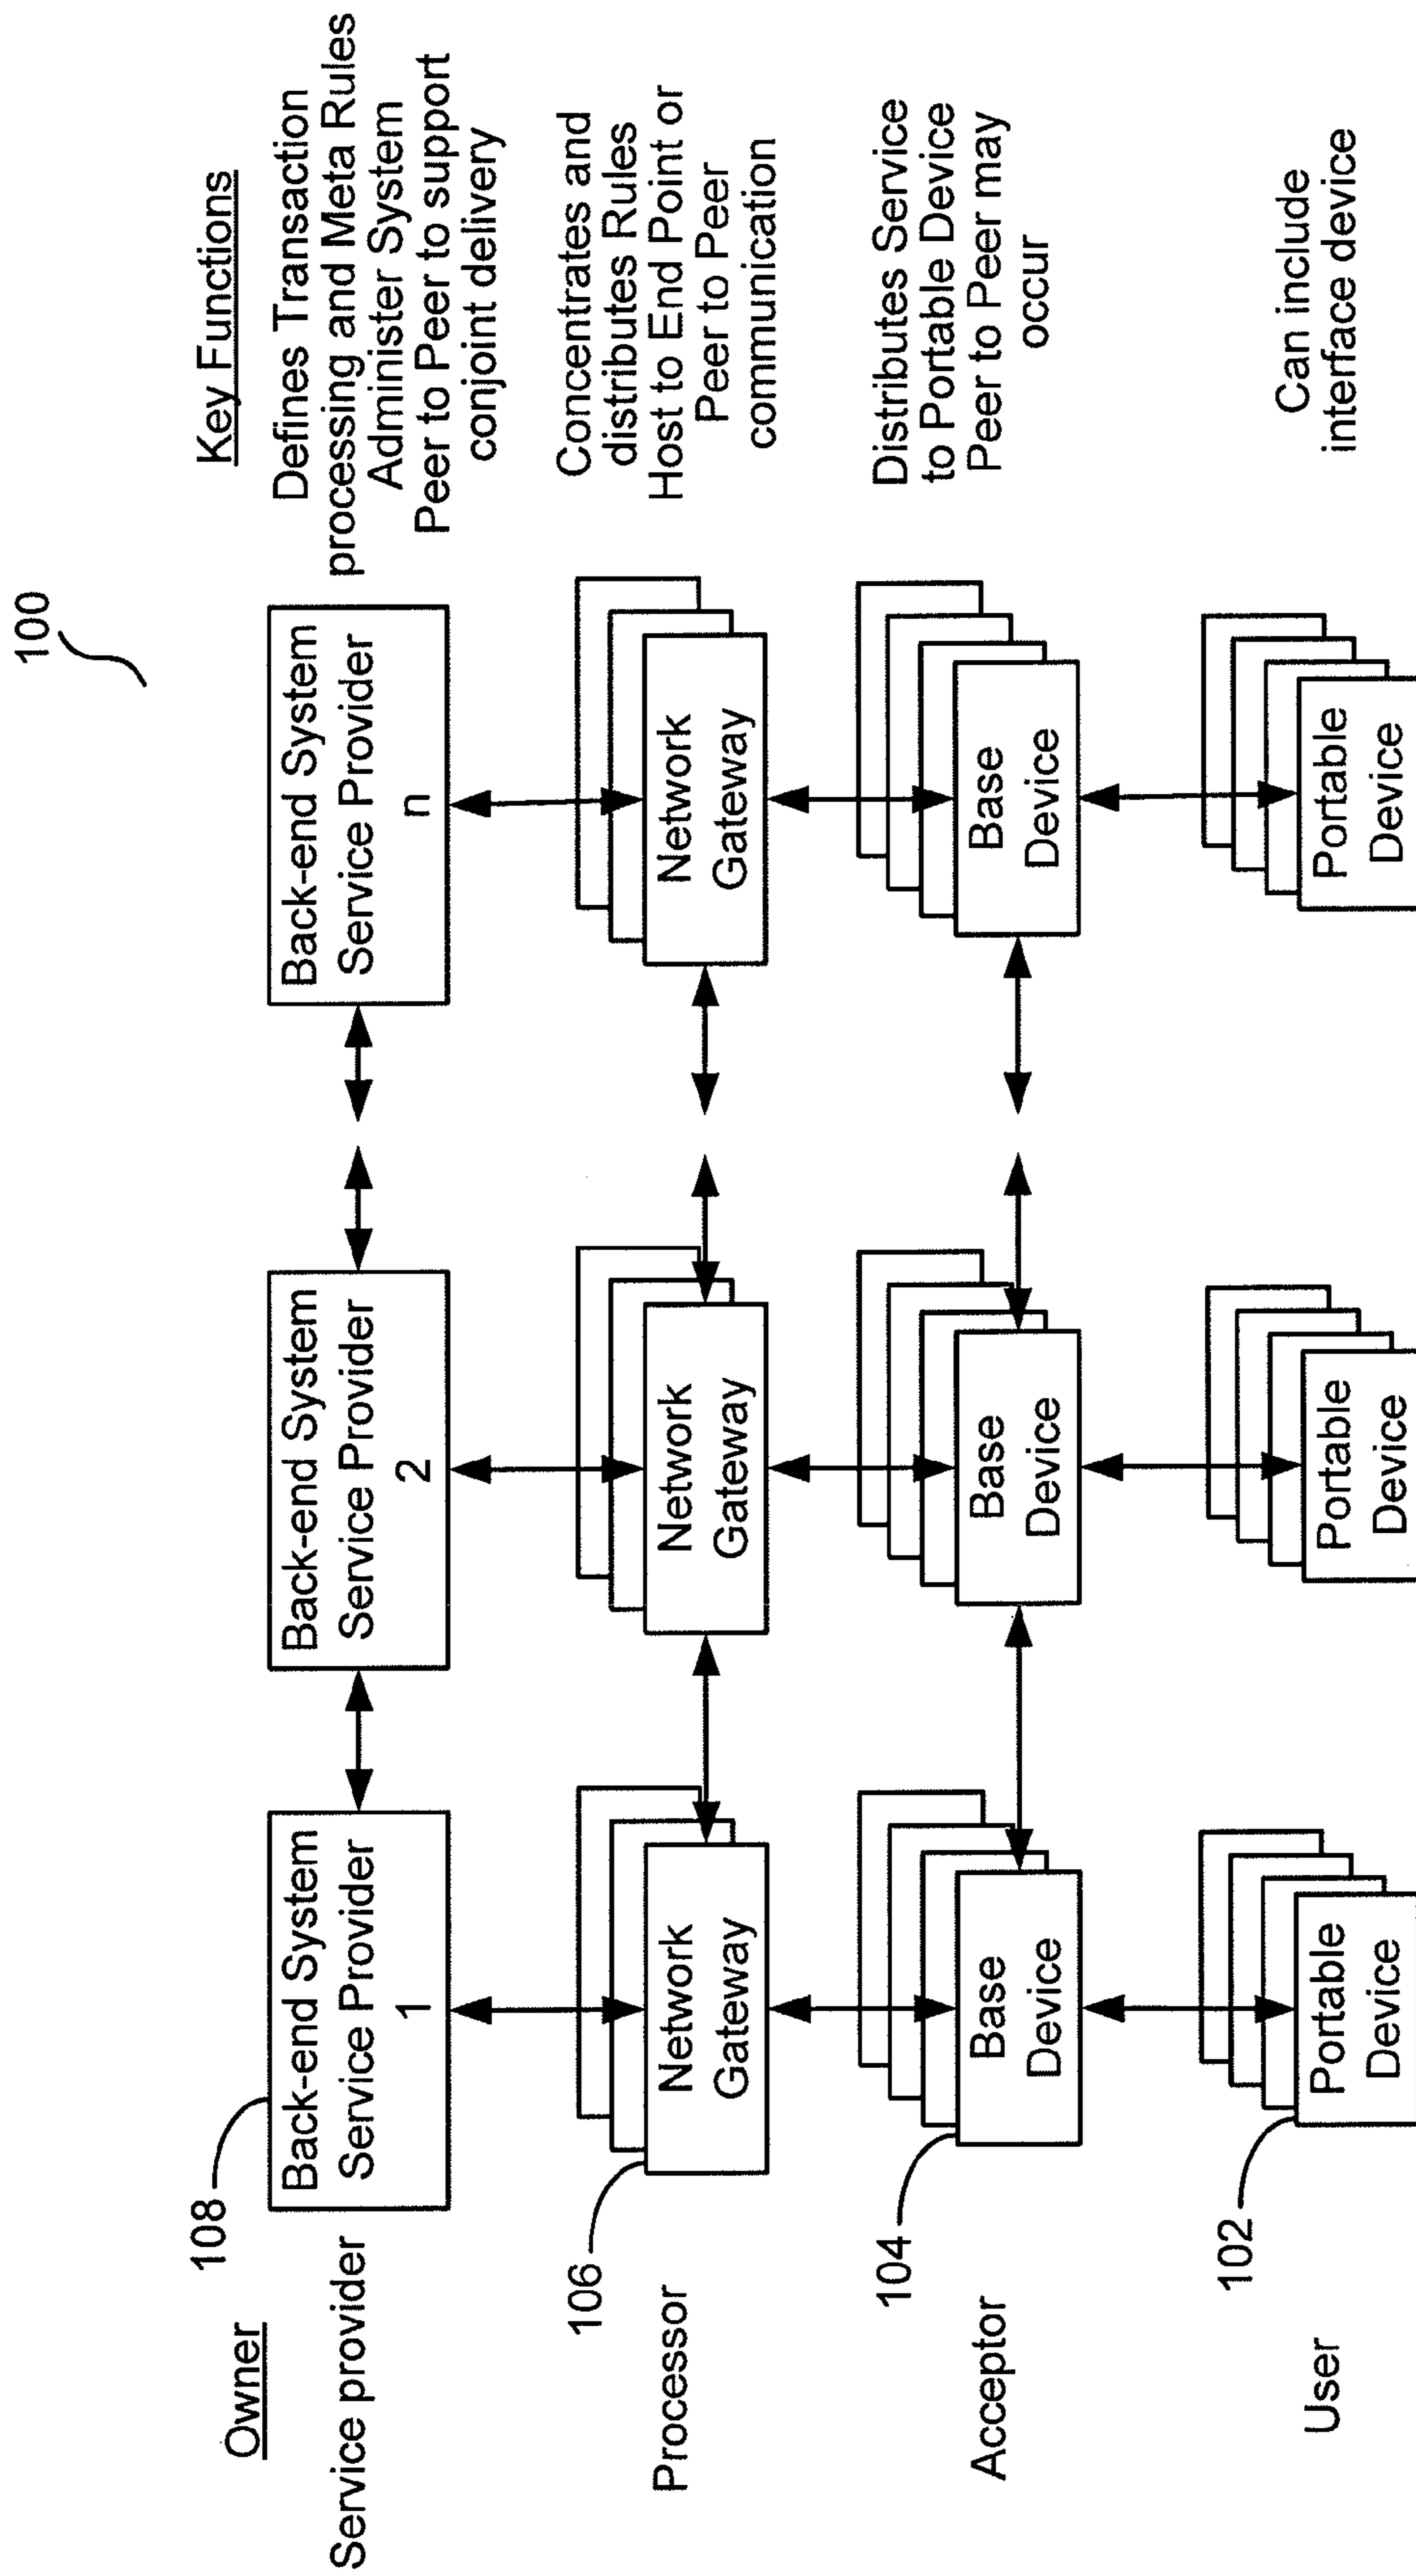 100
Owner
Key Functions
108
Service provider
Back-end System
Service Provider
1
Back-end System
Service Provider
2
Back-end System
Service Provider
n
Defines Transaction
processing and Meta Rules
Administer System
Peer to Peer to support
conjoint delivery
106
Processor
Network
Gateway
Network
Gateway
Network
Gateway
Concentrates and
distributes Rules
Host to End Point or
Peer to Peer
communication
104
Acceptor
Base
Device
Base
Device
Base
Device
Distributes Service
to Portable Device
Peer to Peer may
occur
102
User
Portable
Device
Portable
Device
Portable
Device
Can include
interface device